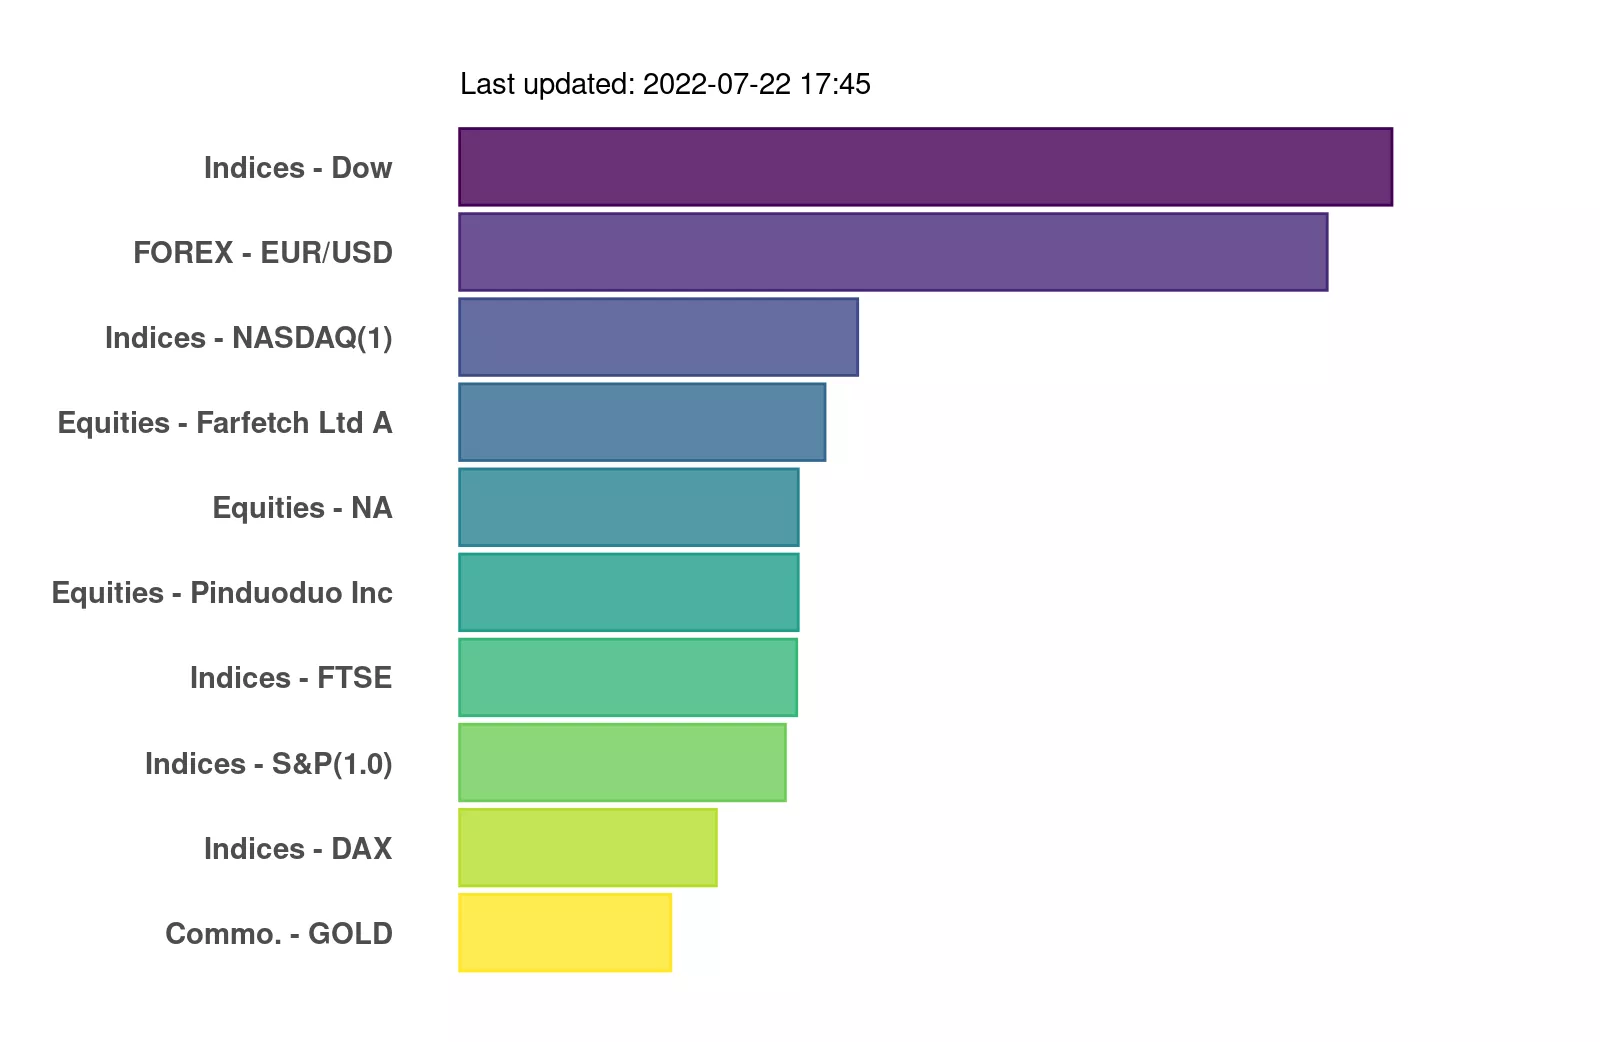 Last updated: 2022-07-22 17:45
Indices - Dow
FOREX - EUR/USD
Indices - NASDAQ(1)
Equities - Farfetch Ltd A
Equities - NA
Equities - Pinduoduo Inc
Indices - FTSE
Indices - S&P(1.0)
Indices - DAX
Commo. - GOLD